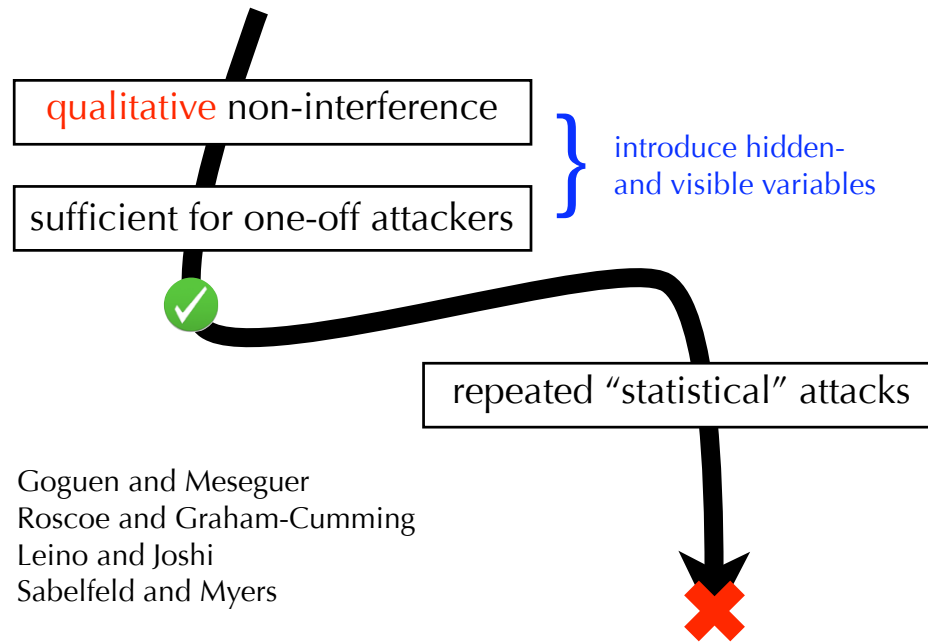 qualitative non-interference
introduce hidden-
and visible variables
sufficient for one-off attackers
repeated “statistical” attacks
Goguen and Meseguer
Roscoe and Graham-Cumming
Leino and Joshi
Sabelfeld and Myers